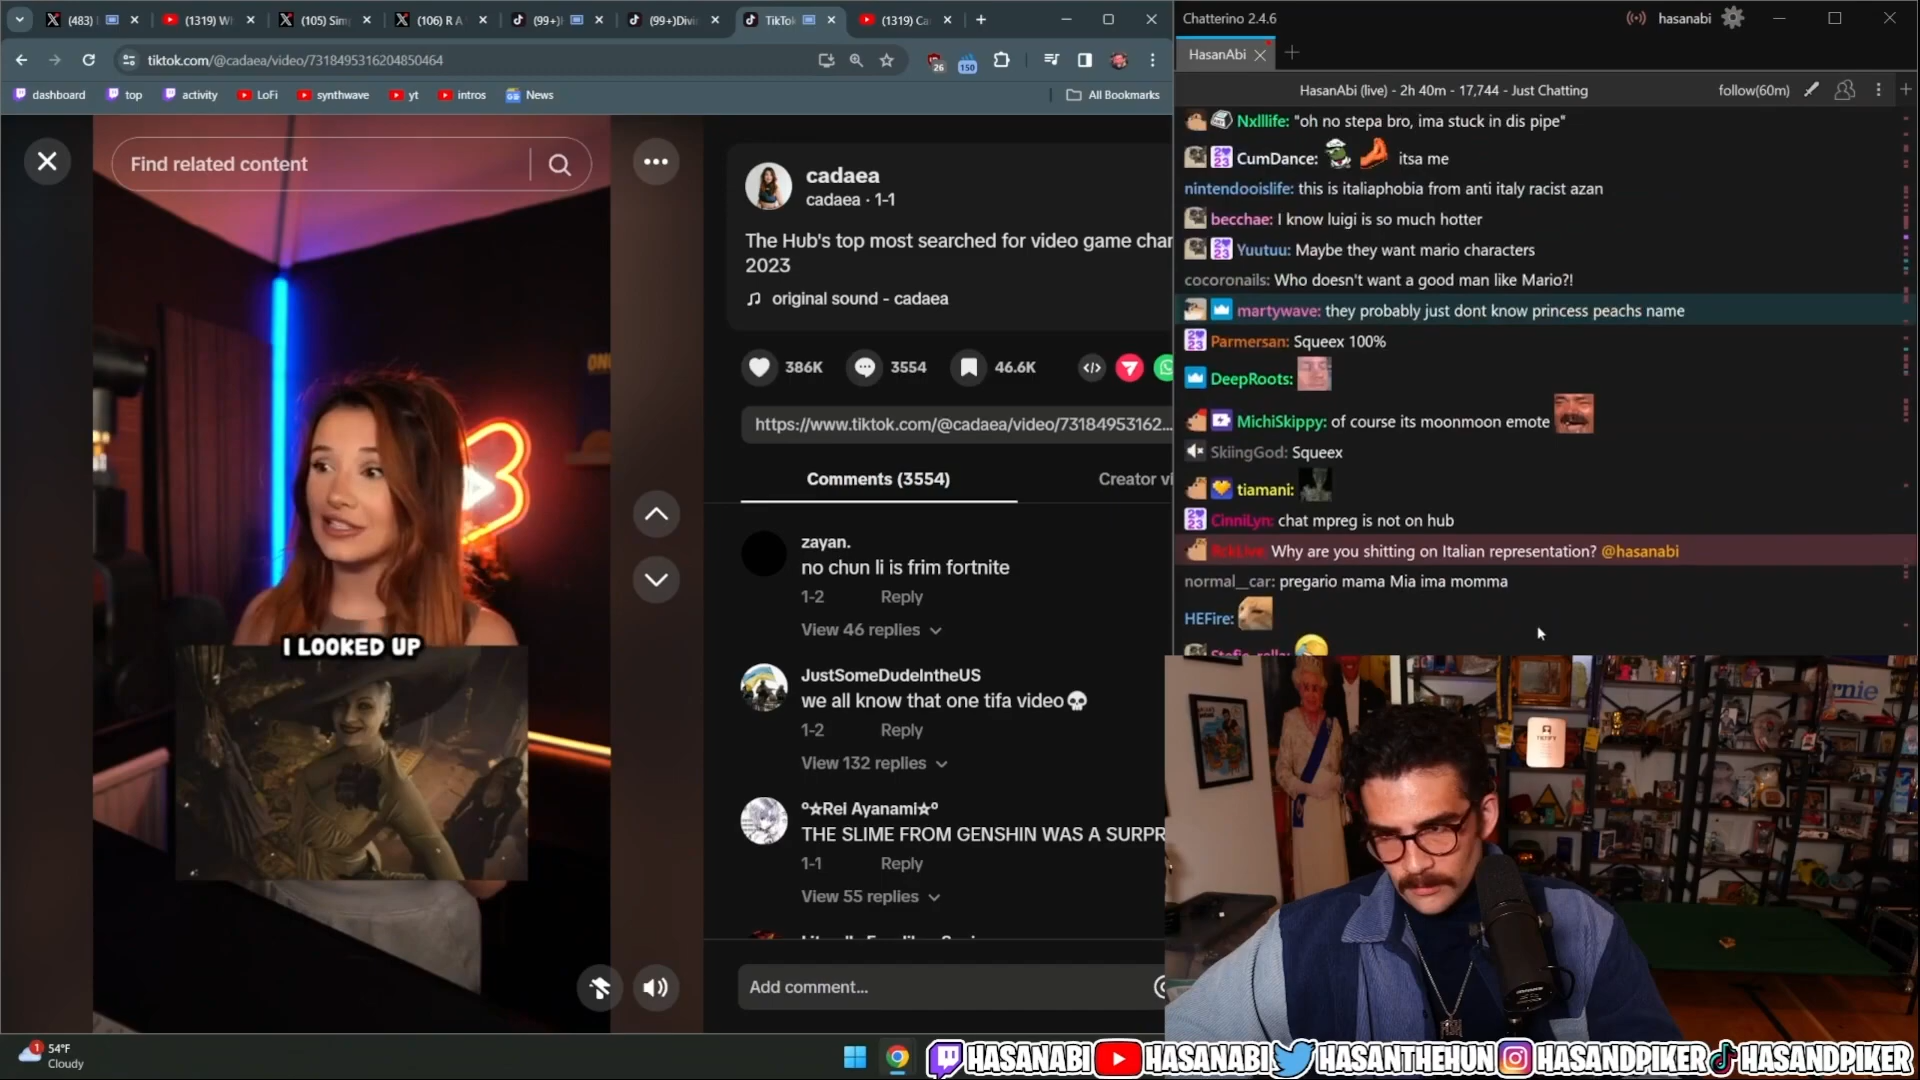 (483)
(1319) W
(105) Sim
(106) R A
(99+)
(99+)Divi
TikTok
(1319) Ca
tiktok.com/@cadaea/video/7318495316204850464
26
150
dashboard
top
activity
LoFi
synthwave
yt
intros
News
All Bookmarks
Find related content
I LOOKED UP
cadaea
cadaea · 1-1
The Hub's top most searched for video game cha
2023
original sound - cadaea
386K
3554
46.6K
https://www.tiktok.com/@cadaea/video/73184953162...
Comments (3554)
Creator vi
zayan.
no chun li is frim fortnite
1-2
Reply
View 46 replies
JustSomeDudeIntheUS
we all know that one tifa video💀
1-2
Reply
View 132 replies
º☆Rei Ayanami☆º
THE SLIME FROM GENSHIN WAS A SURPR
1-1
Reply
View 55 replies
Add comment...
Chatterino 2.4.6
hasanabi
HasanAbi
HasanAbi (live) - 2h 40m - 17,744 - Just Chatting
follow(60m)
Nxlllife: "oh no stepa bro, ima stuck in dis pipe"
CumDance: itsa me
nintendooislife: this is italiaphobia from anti italy racist azan
becchae: I know luigi is so much hotter
Yuutuu: Maybe they want mario characters
cocoronails: Who doesn't want a good man like Mario?!
martywave: they probably just dont know princess peachs name
Parmersan: Squeex 100%
DeepRoots:
MichiSkippy: of course its moonmoon emote
SkiingGod: Squeex
tiamani:
CinniLyn: chat mpreg is not on hub
RckLive: Why are you shitting on Italian representation? @hasanabi
normal__car: pregario mama Mia ima momma
HEFire:
rnie
1
54°F
Cloudy
HASANABI
HASANABI
HASANTHEHUN
HASANDPIKER
HASANDPIKER